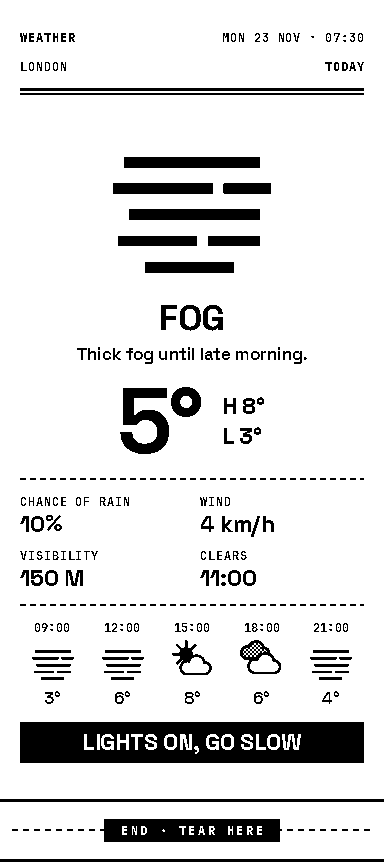 WEATHER MON 23 NOV · 07:30
LONDON TODAY
FOG
Thick fog until late morning.
5° H 8°
L 3°
CHANCE OF RAIN WIND
10% 4 km/h
VISIBILITY CLEARS
150 M 11:00
09:00 12:00 15:00 18:00 21:00
3° 6° 8° 6° 4°
LIGHTS ON, GO SLOW
END · TEAR HERE